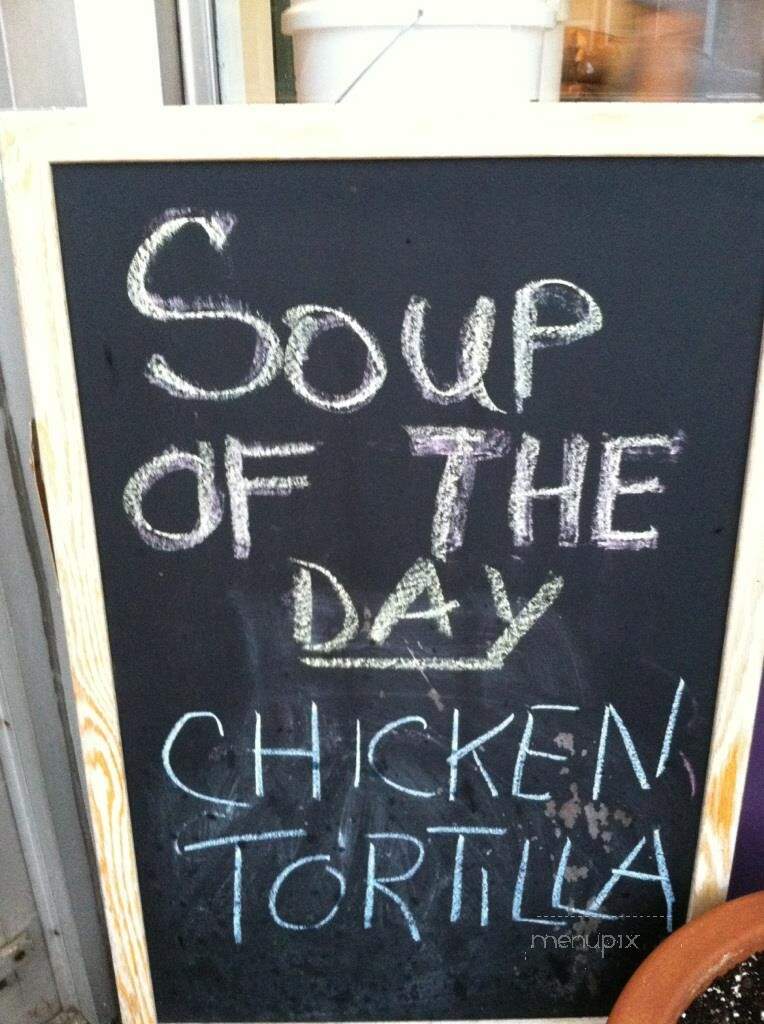 SOUP
OF THE
DAY
CHICKEN
TORTILLA
menupix